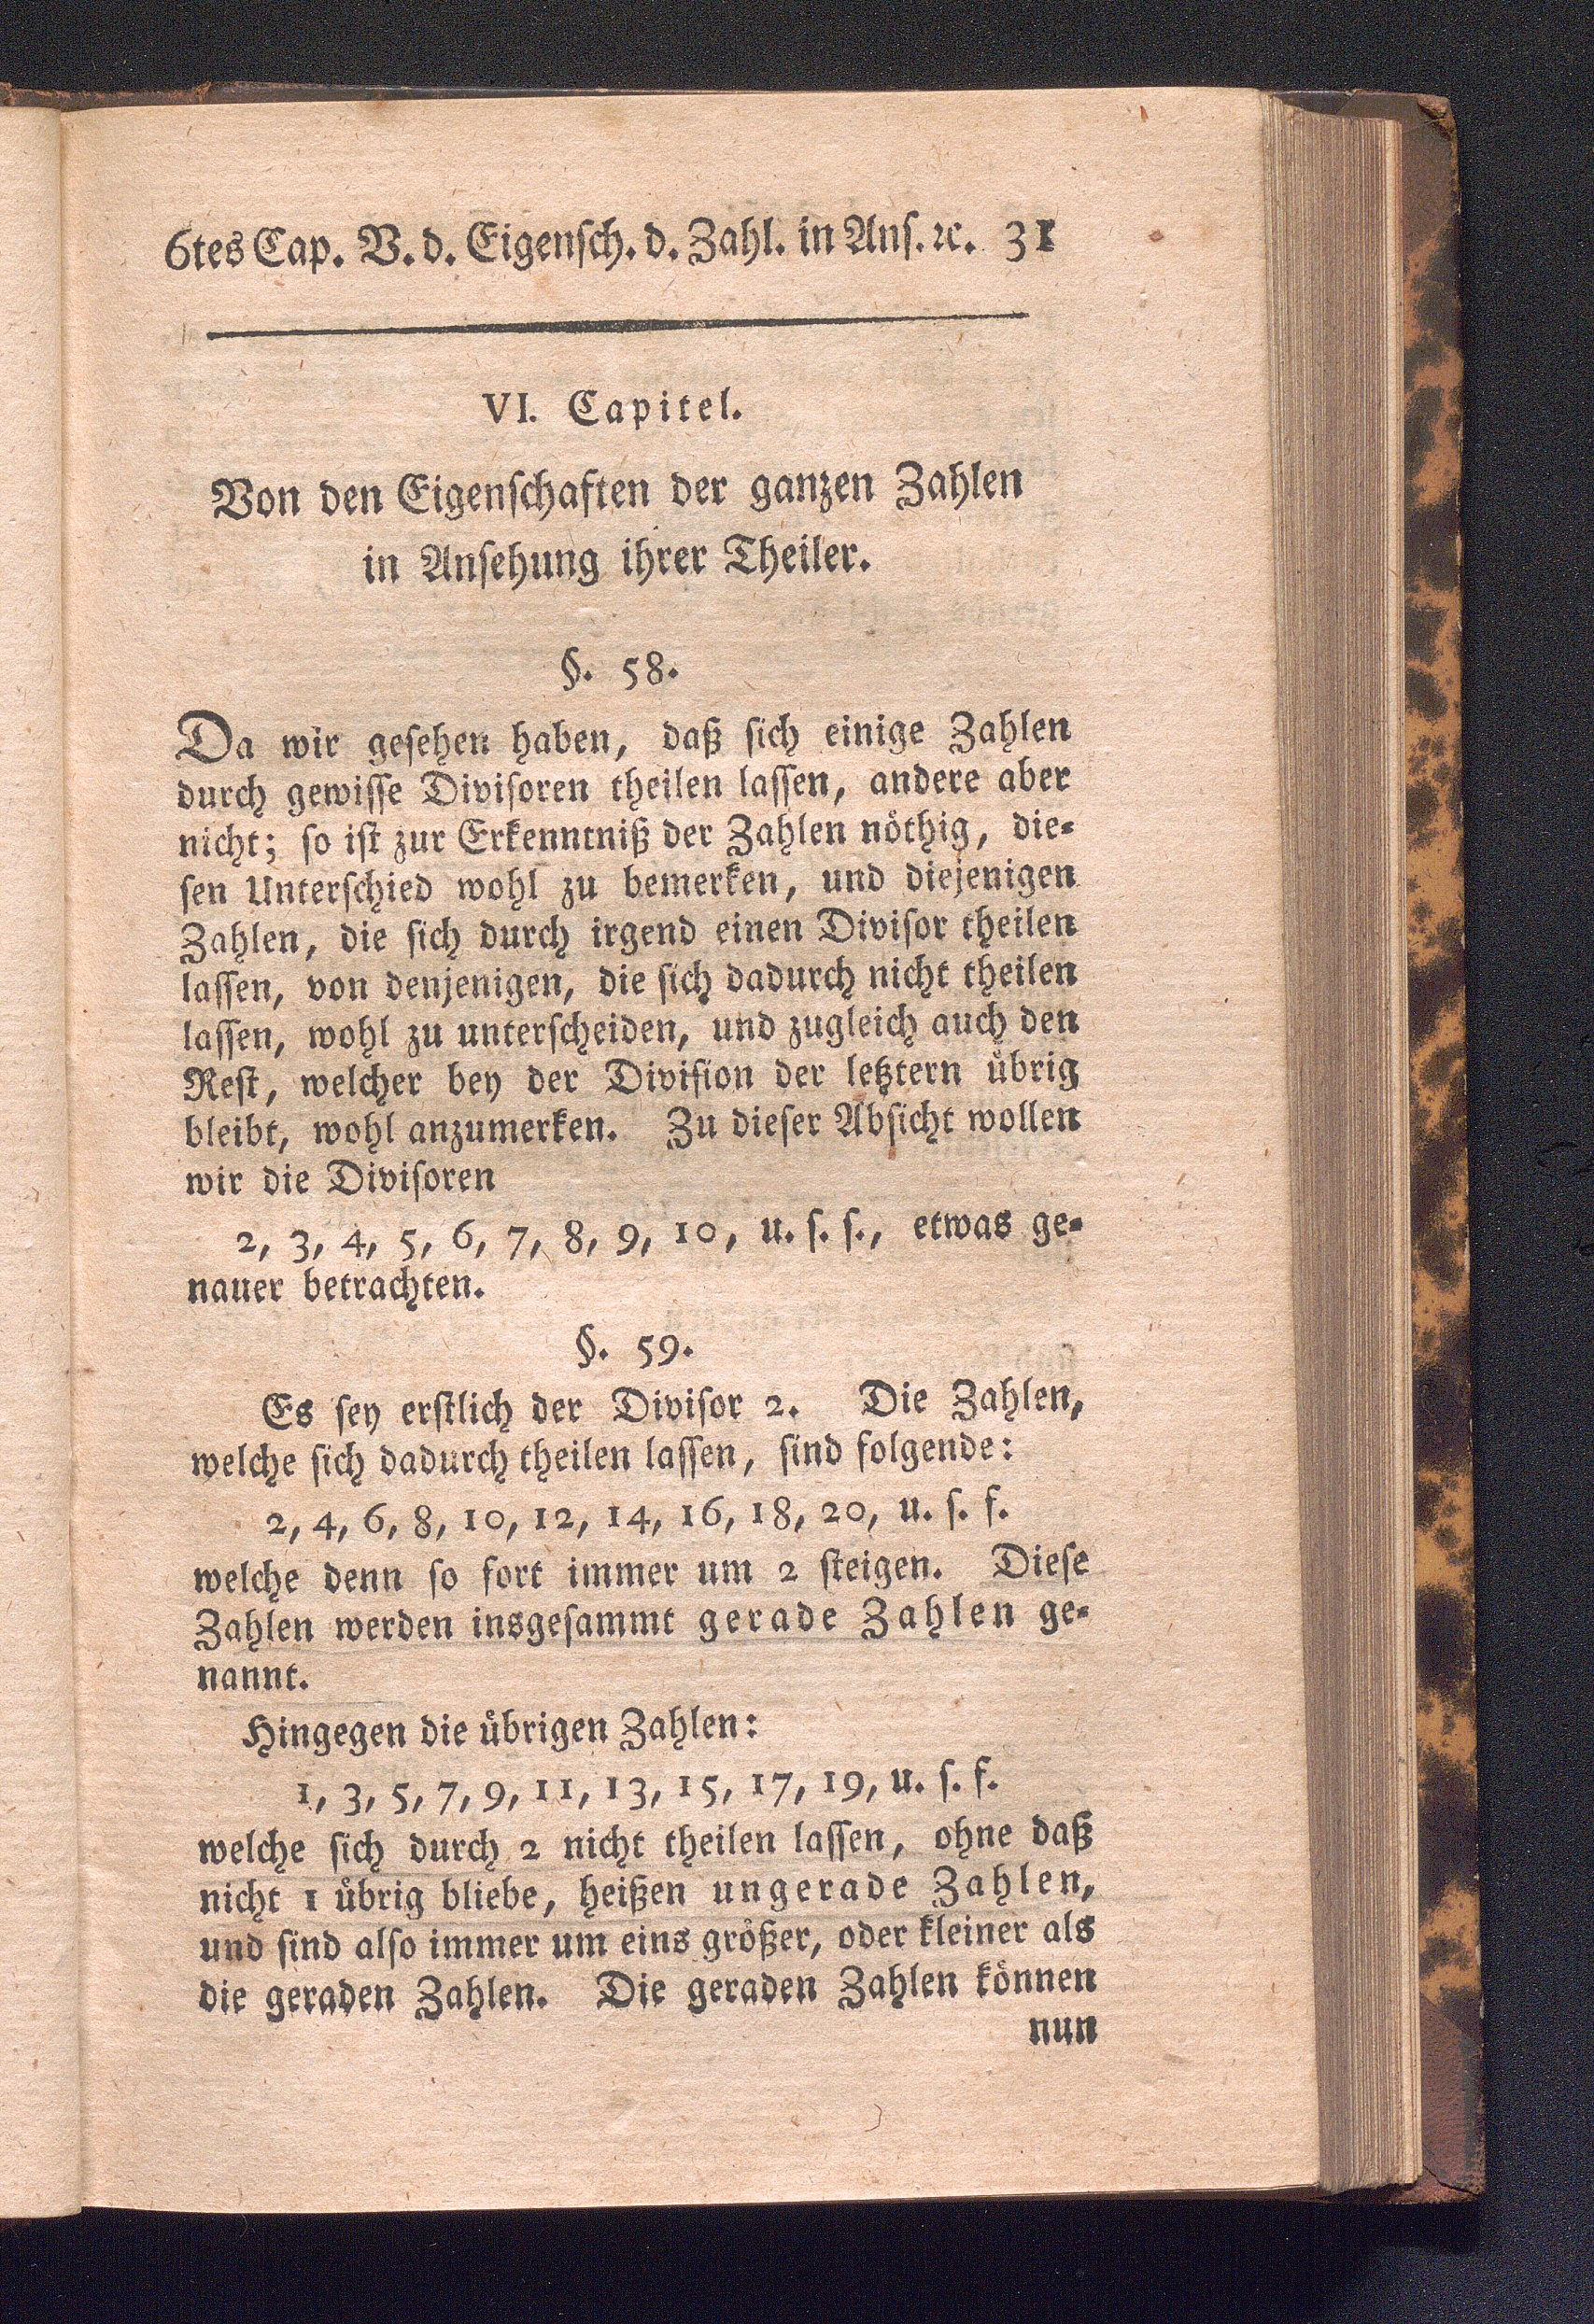 6tes Cap. V. d. Eigenſch. d. Zahl. in Anſ. ꝛc. 31
VI. Capitel.
Von den Eigenſchaften der ganzen Zahlen
in Anſehung ihrer Theiler.
§. 58.
Da wir geſehen haben, daß ſich einige Zahlen
durch gewiſſe Diviſoren theilen laſſen, andere aber
nicht; ſo iſt zur Erkenntniß der Zahlen noͤthig, die⸗
ſen Unterſchied wohl zu bemerken, und diejenigen
Zahlen, die ſich durch irgend einen Diviſor theilen
laſſen, von denjenigen, die ſich dadurch nicht theilen
laſſen, wohl zu unterſcheiden, und zugleich auch den
Reſt, welcher bey der Diviſion der letztern uͤbrig
bleibt, wohl anzumerken. Zu dieſer Abſicht wollen
wir die Diviſoren
2, 3, 4, 5, 6, 7, 8, 9, 10, u. ſ. ſ., etwas ge⸗
nauer betrachten.
§. 59.
Es ſey erſtlich der Diviſor 2. Die Zahlen,
welche ſich dadurch theilen laſſen, ſind folgende:
2, 4, 6, 8, 10, 12, 14, 16, 18, 20, u. ſ. f.
welche denn ſo fort immer um 2 ſteigen. Dieſe
Zahlen werden insgeſammt gerade Zahlen ge⸗
nannt.
Hingegen die uͤbrigen Zahlen:
1, 3, 5, 7, 9, 11, 13, 15, 17, 19, u. ſ. f.
welche ſich durch 2 nicht theilen laſſen, ohne daß
nicht 1 uͤbrig bliebe, heißen ungerade Zahlen,
und ſind alſo immer um eins groͤßer, oder kleiner als
die geraden Zahlen. Die geraden Zahlen koͤnnen
nun